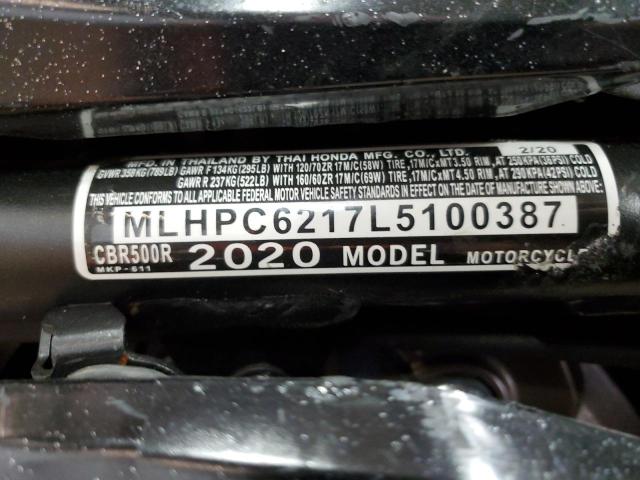 MFD. IN THAILAND BY THAI HONDA MFG. CO., LTD. 2/20
GVWR 358KG(789LB) GAWR F 134KG(295LB) WITH 120/70ZR 17M/C(58W) TIRE, 17M/CxMT3.50 RIM, AT 250KPA(36PSI) COLD
GAWR R 237KG(522LB) WITH 160/60ZR 17M/C(69W) TIRE, 17M/CxMT 4.50 RIM, AT 290KPA(42PSI) COLD
THIS VEHICLE CONFORMS TO ALL APPLICABLE FEDERAL MOTOR VEHICLE SAFETY STANDARDS IN EFFECT ON THE DATE OF MANUFACTURE SHOWN ABOVE.
MLHPC6217L5100387
CBR500R 2020 MODEL MOTORCYCLE
MKP-611